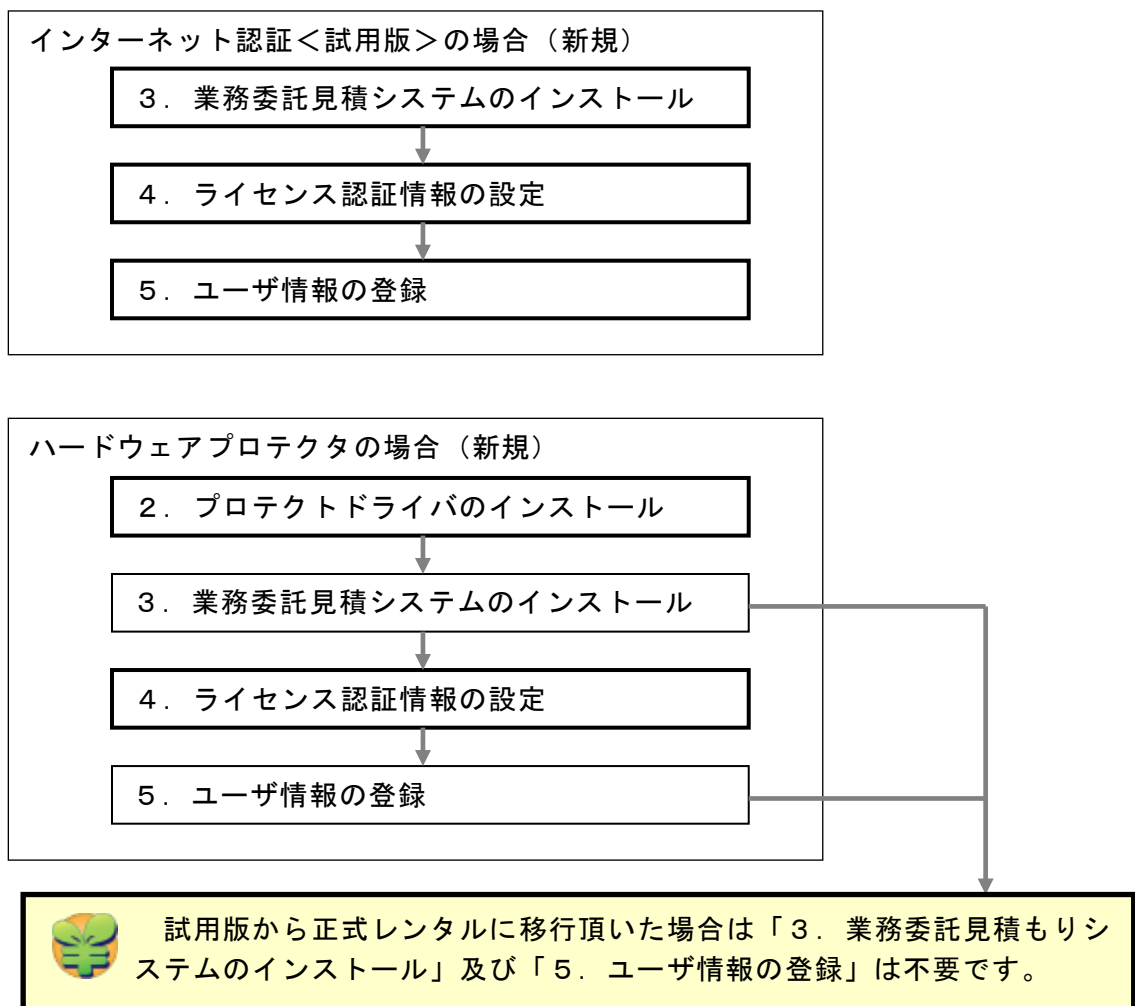 インターネット認証＜試用版＞の場合（新規）
３．業務委託見積システムのインストール
４．ライセンス認証情報の設定
５．ユーザ情報の登録
ハードウェアプロテクタの場合（新規）
２．プロテクトドライバのインストール
３．業務委託見積システムのインストール
４．ライセンス認証情報の設定
５．ユーザ情報の登録
試用版から正式レンタルに移行頂いた場合は「３．業務委託見積もりシ
ステムのインストール」及び「５．ユーザ情報の登録」は不要です。